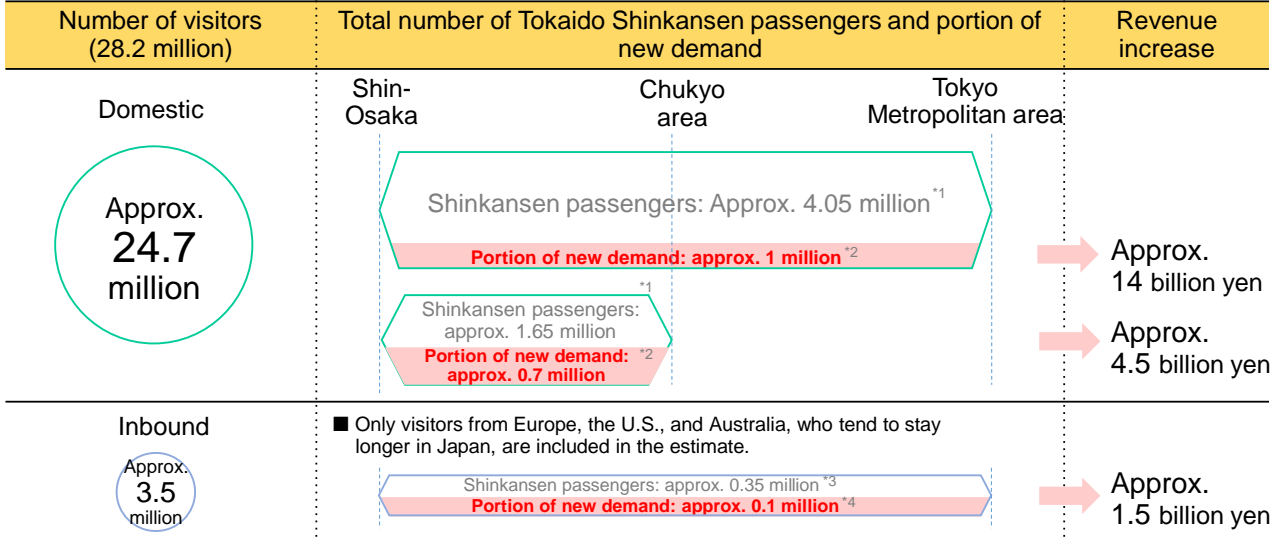 Number of visitors
(28.2 million)
Total number of Tokaido Shinkansen passengers and portion of
new demand
Revenue
increase
Domestic
Shin-
Osaka
Chukyo
area
Tokyo
Metropolitan area
Approx.
24.7
million
Shinkansen passengers: Approx. 4.05 million *1
Portion of new demand: approx. 1 million *2
Approx.
14 billion yen
*1
Shinkansen passengers:
approx. 1.65 million
Portion of new demand: *2
approx. 0.7 million
Approx.
4.5 billion yen
Inbound
Approx.
3.5
million
■ Only visitors from Europe, the U.S., and Australia, who tend to stay
longer in Japan, are included in the estimate.
Shinkansen passengers: approx. 0.35 million *3
Portion of new demand: approx. 0.1 million *4
Approx.
1.5 billion yen